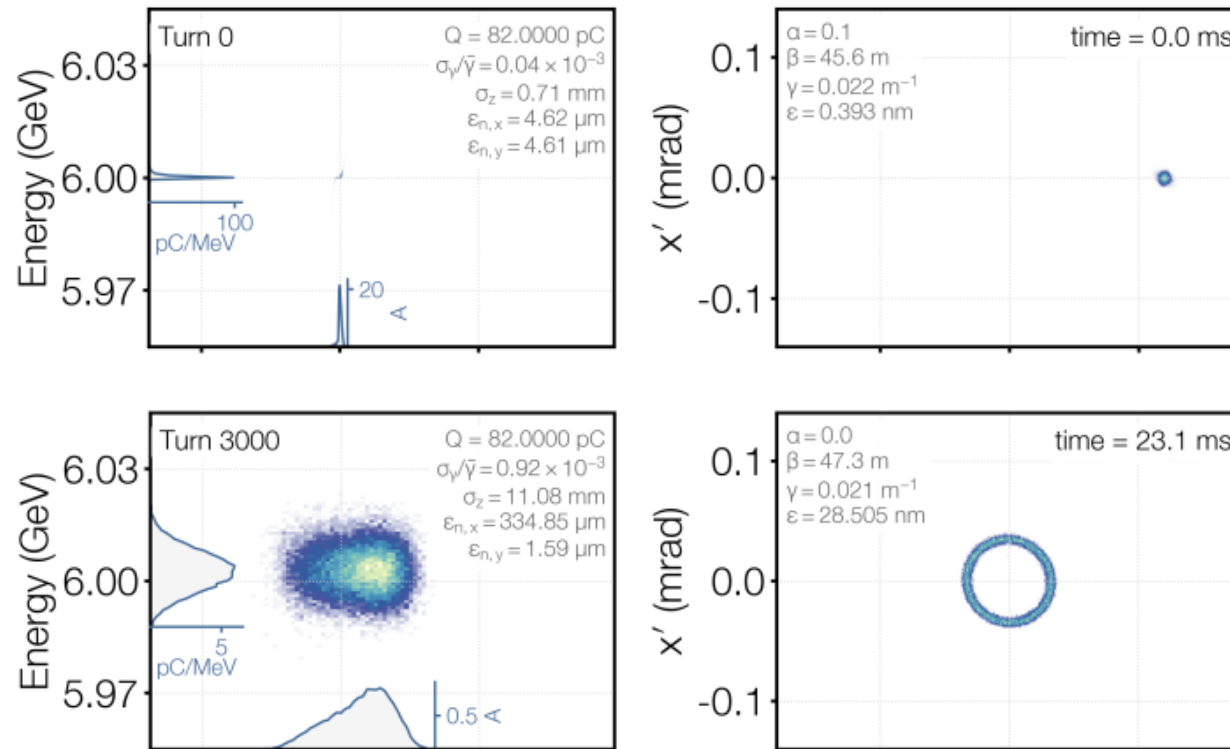 Turn 0
Q = 82.0000 pC
σγ/γ̄ = 0.04 × 10⁻³
σz = 0.71 mm
εn,x = 4.62 μm
εn,y = 4.61 μm
Energy (GeV)
6.03
6.00
5.97
100
pC/MeV
20
A
α = 0.1
β = 45.6 m
γ = 0.022 m⁻¹
ε = 0.393 nm
time = 0.0 ms
x′ (mrad)
0.1
0.0
-0.1
Turn 3000
Q = 82.0000 pC
σγ/γ̄ = 0.92 × 10⁻³
σz = 11.08 mm
εn,x = 334.85 μm
εn,y = 1.59 μm
Energy (GeV)
6.03
6.00
5.97
5
pC/MeV
0.5 A
α = 0.0
β = 47.3 m
γ = 0.021 m⁻¹
ε = 28.505 nm
time = 23.1 ms
x′ (mrad)
0.1
0.0
-0.1